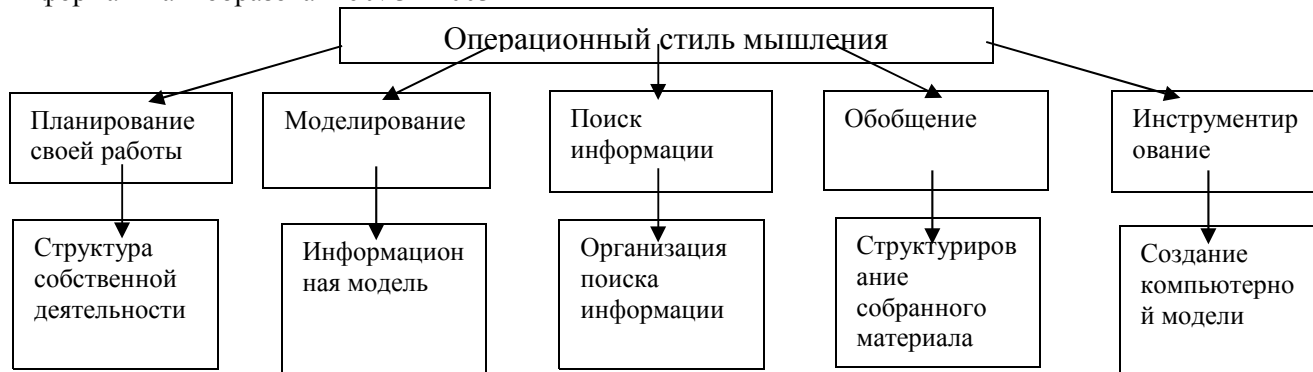 Операционный стиль мышления
Планирование
своей работы
Моделирование
Поиск
информации
Обобщение
Инструментир
ование
Структура
собственной
деятельности
Информацион
ная модель
Организация
поиска
информации
Структуриров
ание
собранного
материала
Создание
компьютерно
й модели